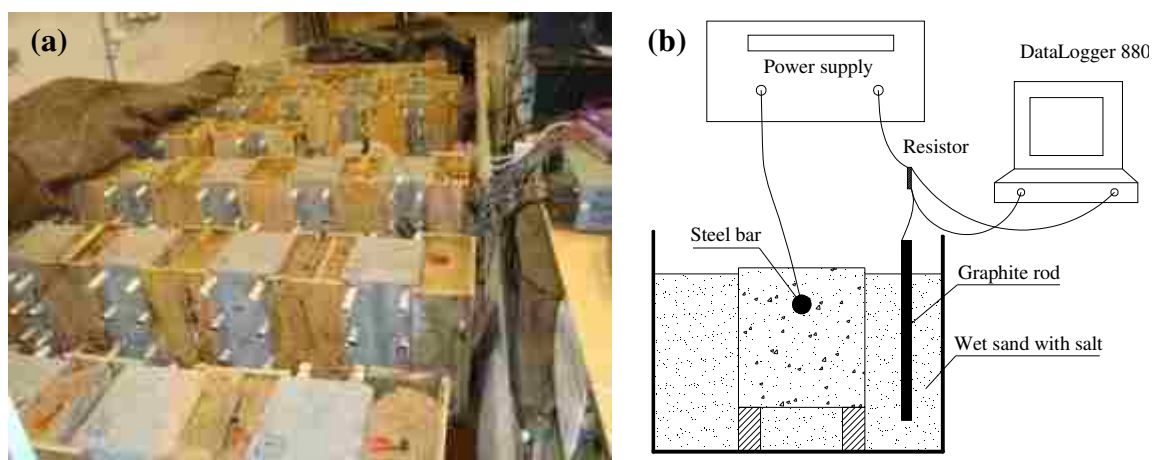 (a)
(b)
DataLogger 880
Power supply
Resistor
Steel bar
Graphite rod
Wet sand with salt